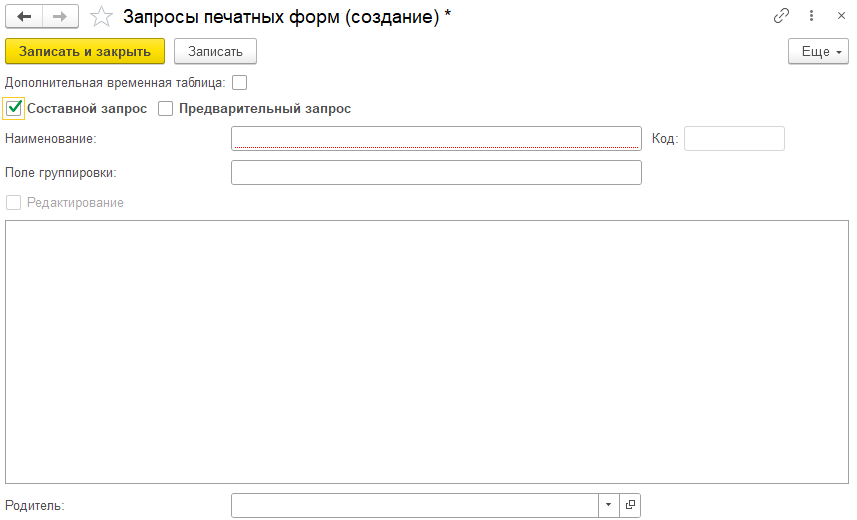 Запросы печатных форм (создание) *
Записать и закрыть Записать Еще
Дополнительная временная таблица:
Составной запрос Предварительный запрос
Наименование: Код:
Поле группировки:
Редактирование
Родитель: